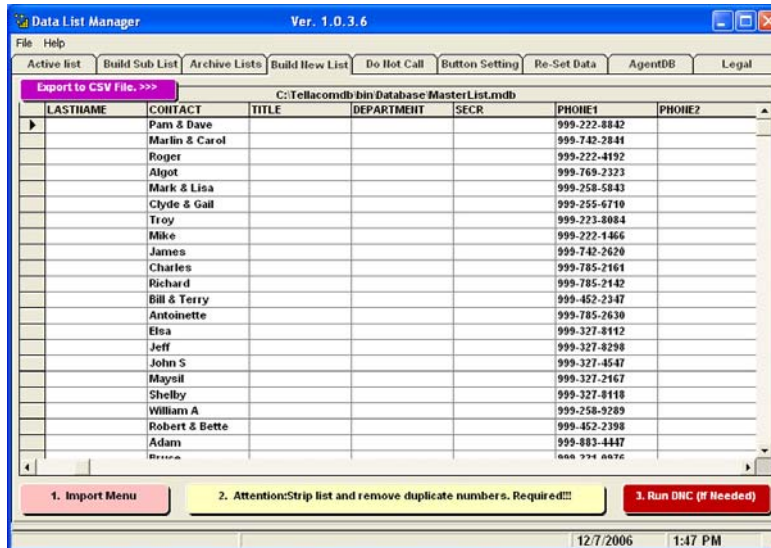 Data List Manager Ver. 1.0.3.6
File Help
Active list Build Sub List Archive Lists Build New List Do Not Call Button Setting Re-Set Data AgentDB Legal
Export to CSV File. >>>
C:\Tellacomdb\bin\Database\MasterList.mdb
LASTNAME CONTACT TITLE DEPARTMENT SECR PHONE1 PHONE2
Pam & Dave 999-222-8842
Marlin & Carol 999-742-2841
Roger 999-222-4192
Algot 999-769-2323
Mark & Lisa 999-258-5843
Clyde & Gail 999-255-6710
Troy 999-223-8084
Mike 999-222-1466
James 999-742-2620
Charles 999-785-2161
Richard 999-785-2142
Bill & Terry 999-452-2347
Antoinette 999-785-2630
Elsa 999-327-8112
Jeff 999-327-8298
John S 999-327-4547
Maysil 999-327-2167
Shelby 999-327-8118
William A 999-258-9289
Robert & Bette 999-452-2398
Adam 999-883-4447
Bruce 999-221-0976
1. Import Menu 2. Attention:Strip list and remove duplicate numbers. Required!!! 3. Run DNC (If Needed)
12/7/2006 1:47 PM